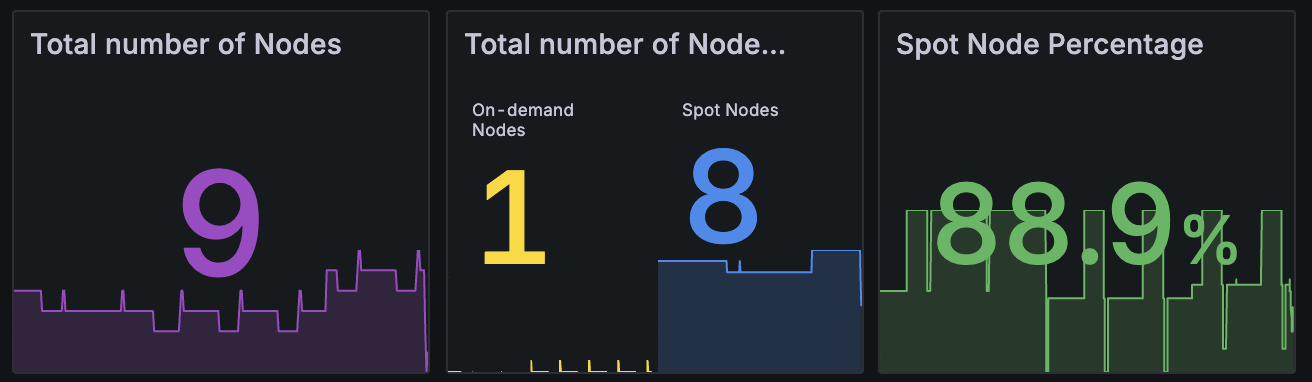 Total number of Nodes
9
Total number of Node...
On-demand
Nodes
1
Spot Nodes
8
Spot Node Percentage
88.9%